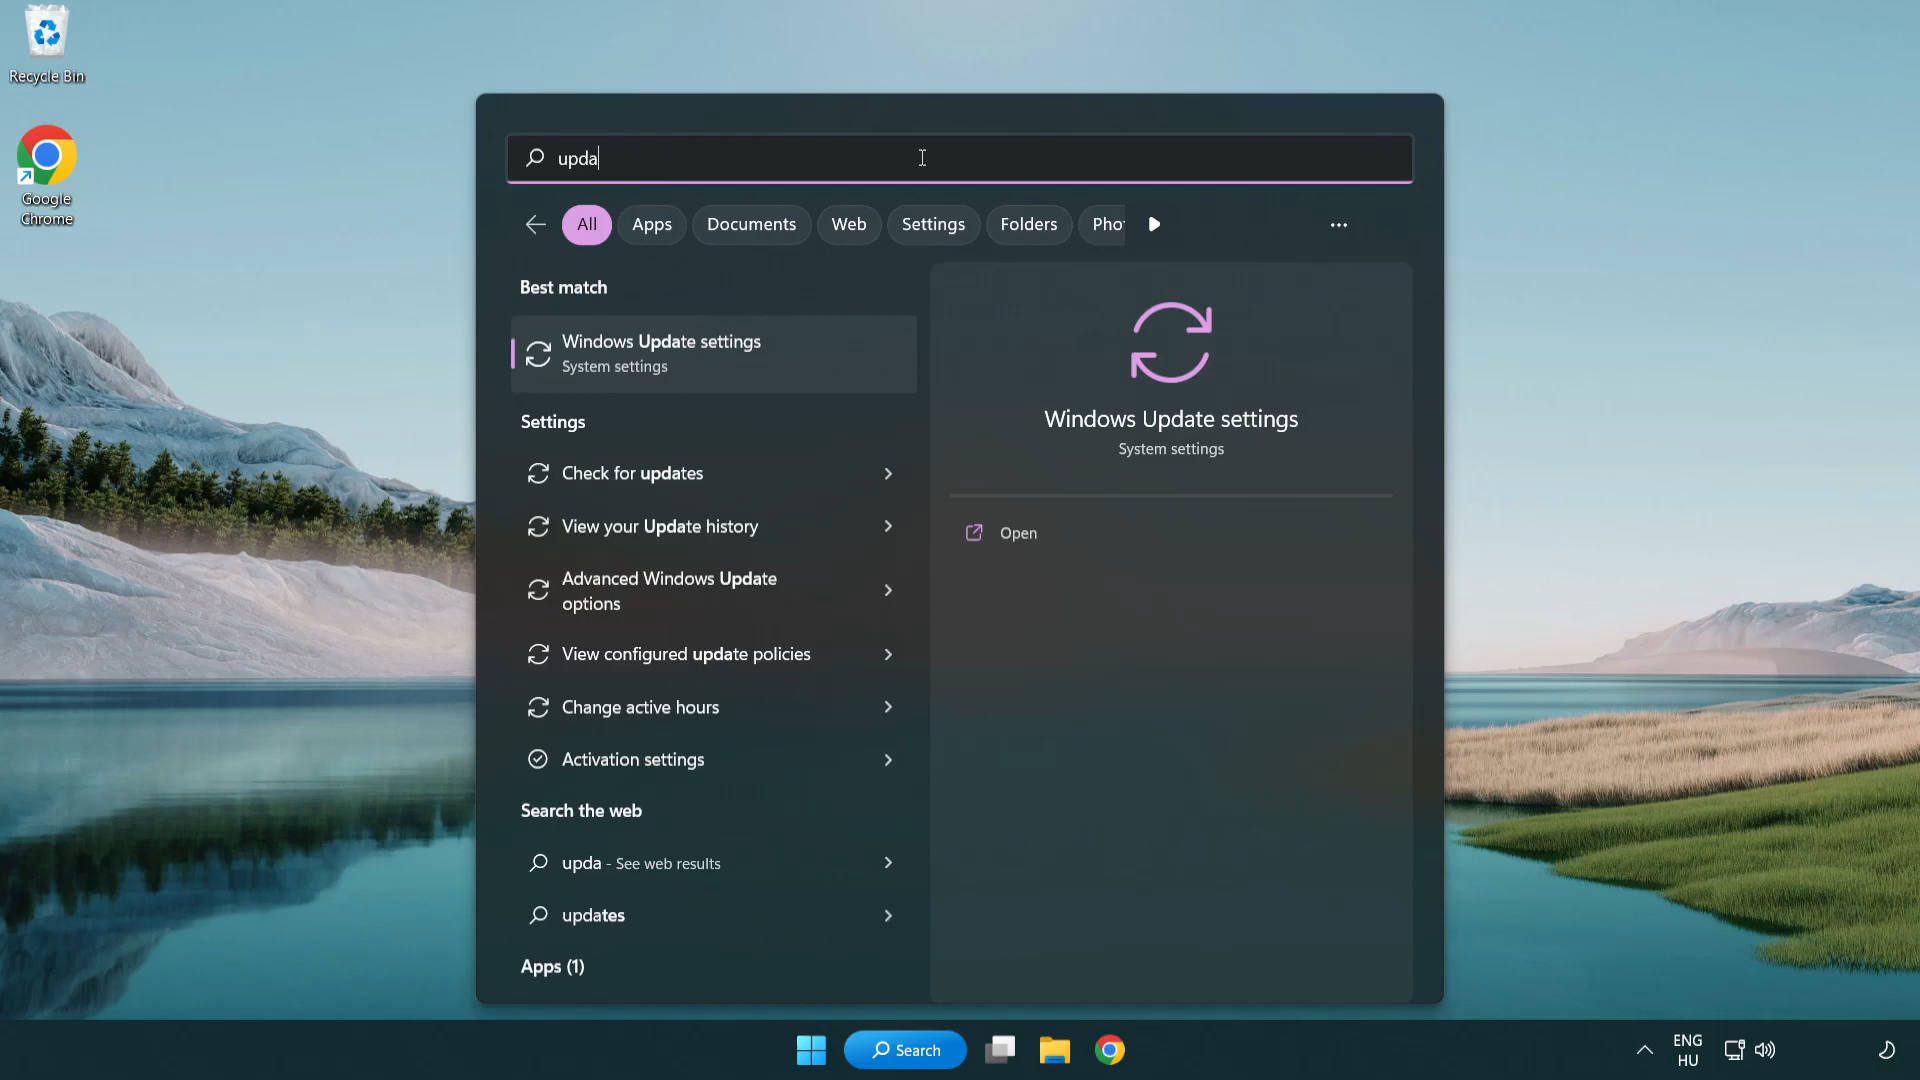 Recycle Bin
Google
Chrome
upda
All
Apps
Documents
Web
Settings
Folders
Pho
Best match
Windows Update settings
System settings
Settings
Check for updates
View your Update history
Advanced Windows Update
options
View configured update policies
Change active hours
Activation settings
Search the web
upda - See web results
updates
Apps (1)
Windows Update settings
System settings
Open
Search
ENG
HU